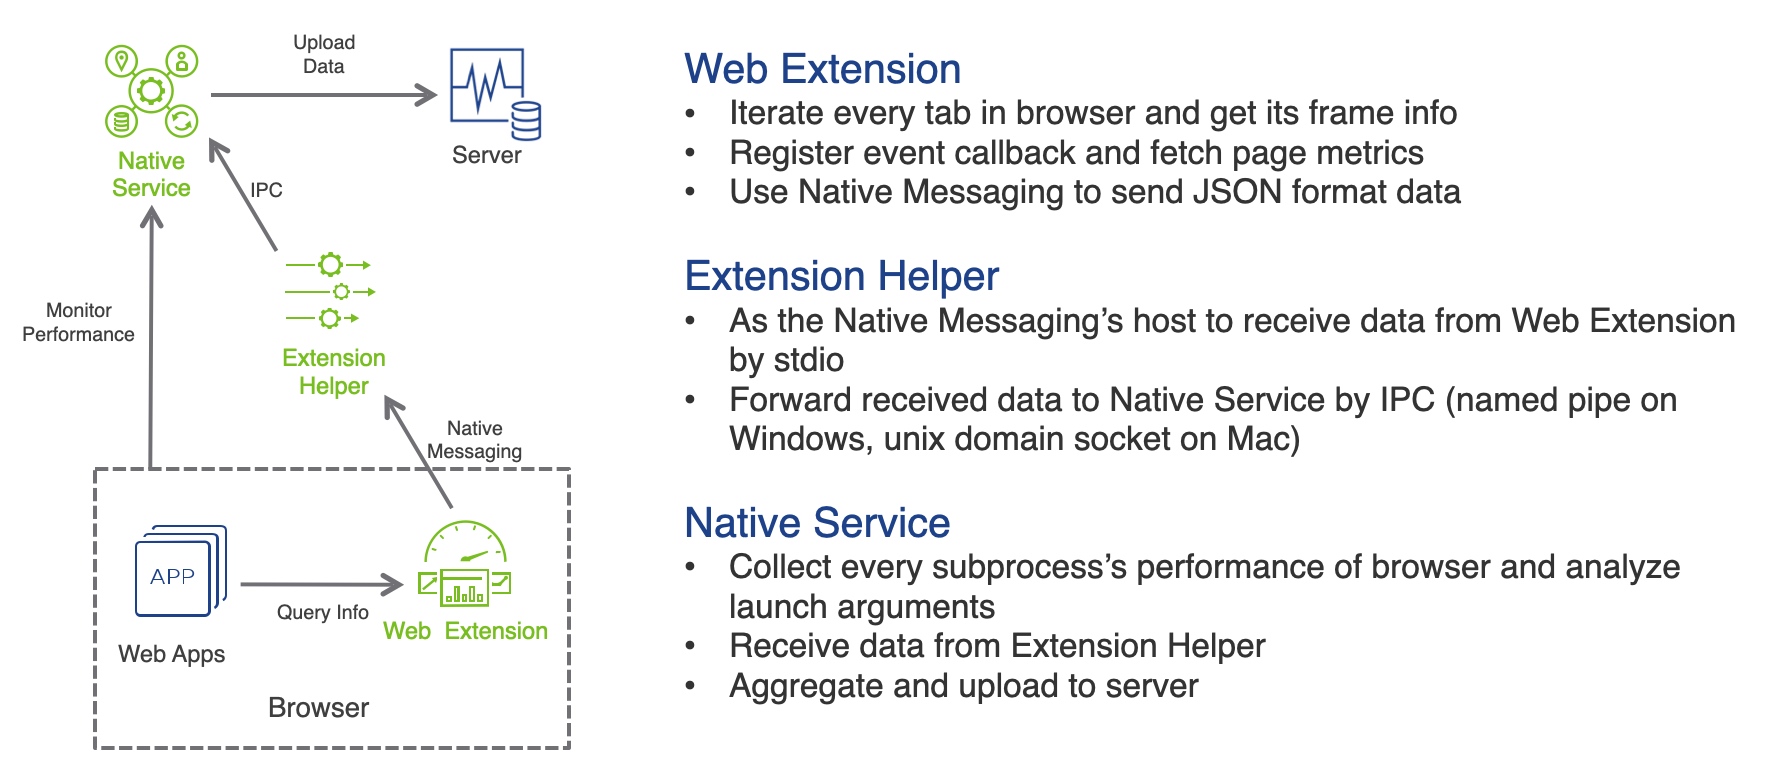 Upload
Data
Server
Native
Service
IPC
Monitor
Performance
Extension
Helper
Native
Messaging
APP
Query Info
Web Apps
Web Extension
Browser
Web Extension
• Iterate every tab in browser and get its frame info
• Register event callback and fetch page metrics
• Use Native Messaging to send JSON format data
Extension Helper
• As the Native Messaging’s host to receive data from Web Extension
by stdio
• Forward received data to Native Service by IPC (named pipe on
Windows, unix domain socket on Mac)
Native Service
• Collect every subprocess’s performance of browser and analyze
launch arguments
• Receive data from Extension Helper
• Aggregate and upload to server